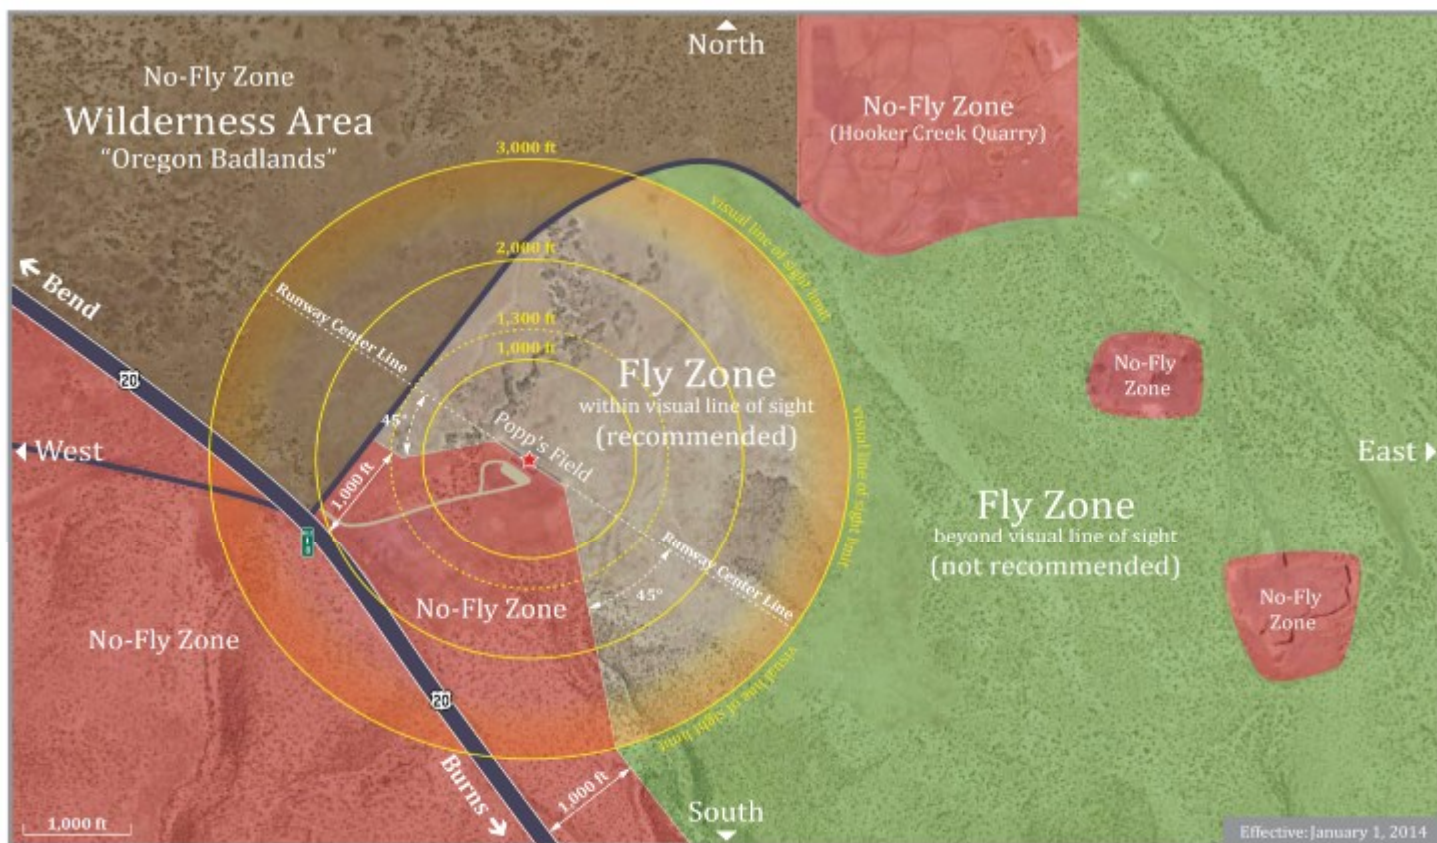 North
No-Fly Zone
Wilderness Area
“Oregon Badlands”
No-Fly Zone
(Hooker Creek Quarry)
3,000 ft
visual line of sight limit
2,000 ft
Bend
Runway Center Line
1,300 ft
1,000 ft
Fly Zone
within visual line of sight
(recommended)
No-Fly
Zone
20
45°
Popp's Field
visual line of sight limit
West
East
1,000 ft
Fly Zone
beyond visual line of sight
(not recommended)
Runway Center Line
45°
No-Fly Zone
No-Fly
Zone
No-Fly Zone
visual line of sight limit
20
Burns
1,000 ft
South
1,000 ft
Effective: January 1, 2014